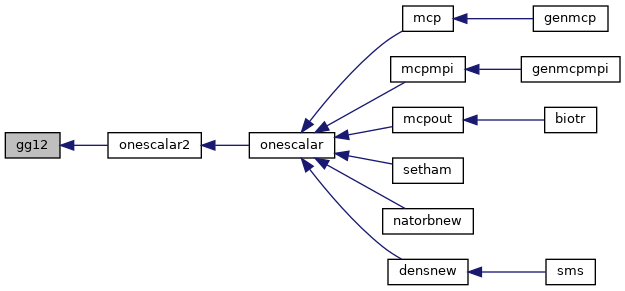 mcp
genmcp
mcpmpi
genmcpmpi
mcpout
biotr
gg12
onescalar2
onescalar
setham
natorbnew
densnew
sms